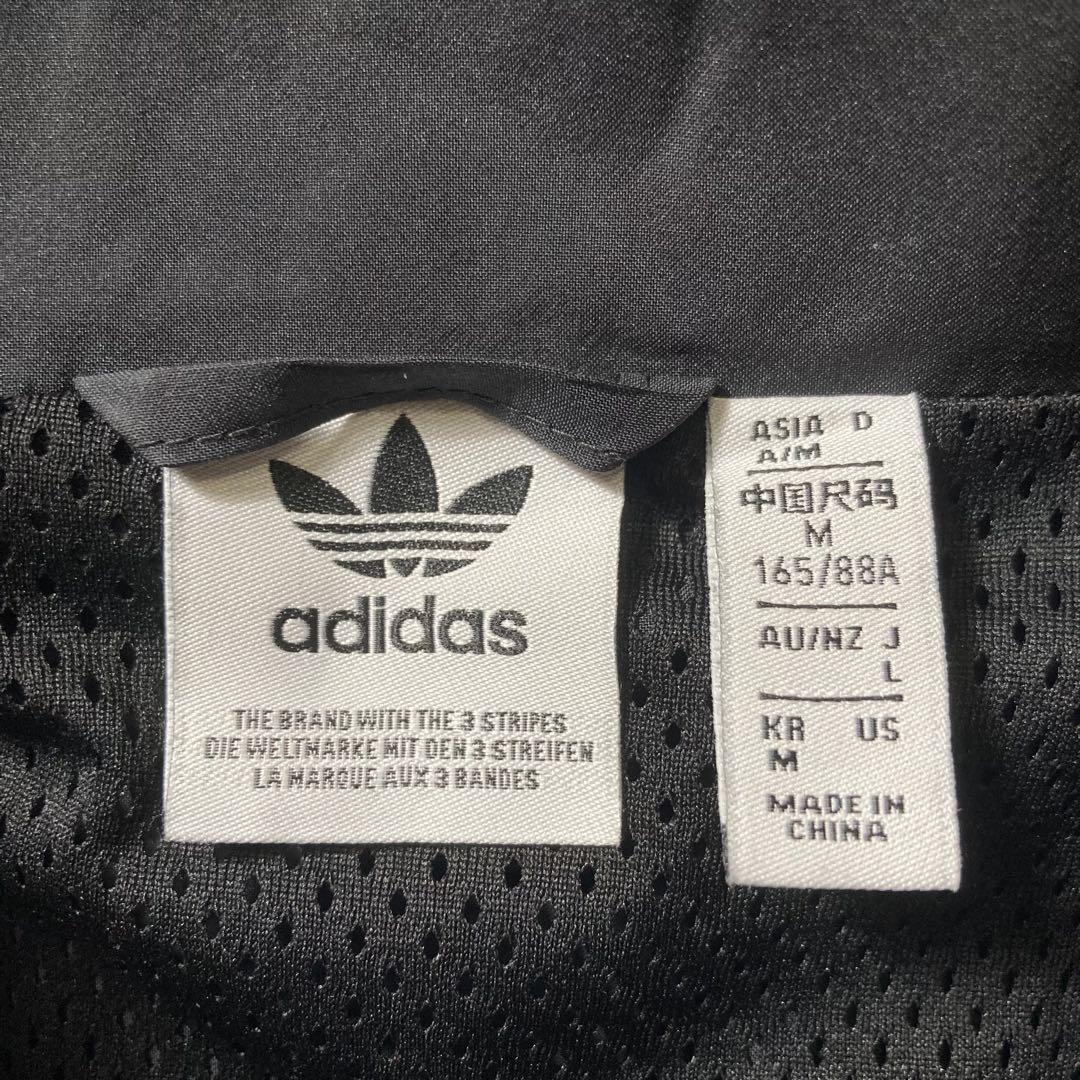 adidas
THE BRAND WITH THE 3 STRIPES
DIE WELTMARKE MIT DEN 3 STREIFEN
LA MARQUE AUX 3 BANDES
ASIA D
A/M
中国尺码
M
165/88A
AU/NZ J
L
KR US
M
MADE IN
CHINA